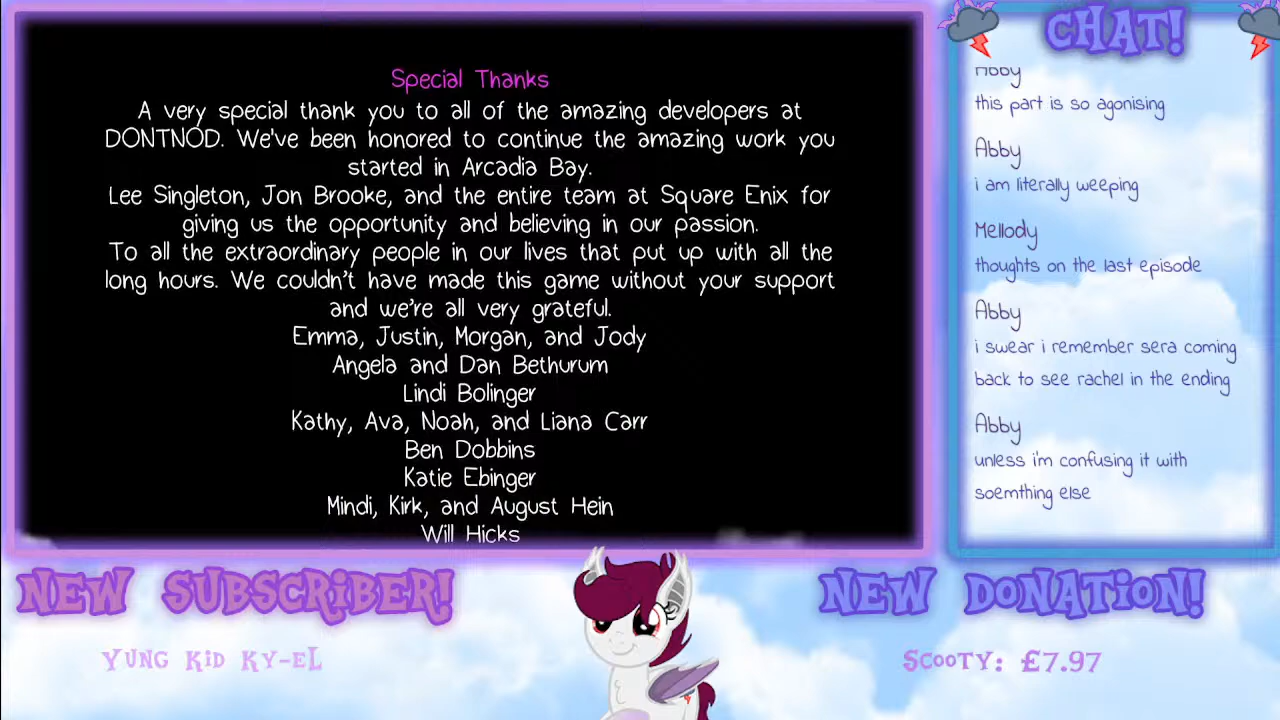 Special Thanks
A very special thank you to all of the amazing developers at
DONTNOD. We've been honored to continue the amazing work you
started in Arcadia Bay.
Lee Singleton, Jon Brooke, and the entire team at Square Enix for
giving us the opportunity and believing in our passion.
To all the extraordinary people in our lives that put up with all the
long hours. We couldn't have made this game without your support
and we're all very grateful.
Emma, Justin, Morgan, and Jody
Angela and Dan Bethurum
Lindi Bolinger
Kathy, Ava, Noah, and Liana Carr
Ben Dobbins
Katie Ebinger
Mindi, Kirk, and August Hein
Will Hicks
CHAT!
Abby
this part is so agonising
Abby
i am literally weeping
Mellody
thoughts on the last episode
Abby
i swear i remember sera coming
back to see rachel in the ending
Abby
unless i'm confusing it with
soemthing else
NEW SUBSCRIBER!
YUNG KID KY-EL
NEW DONATION!
SCOOTY: £7.97